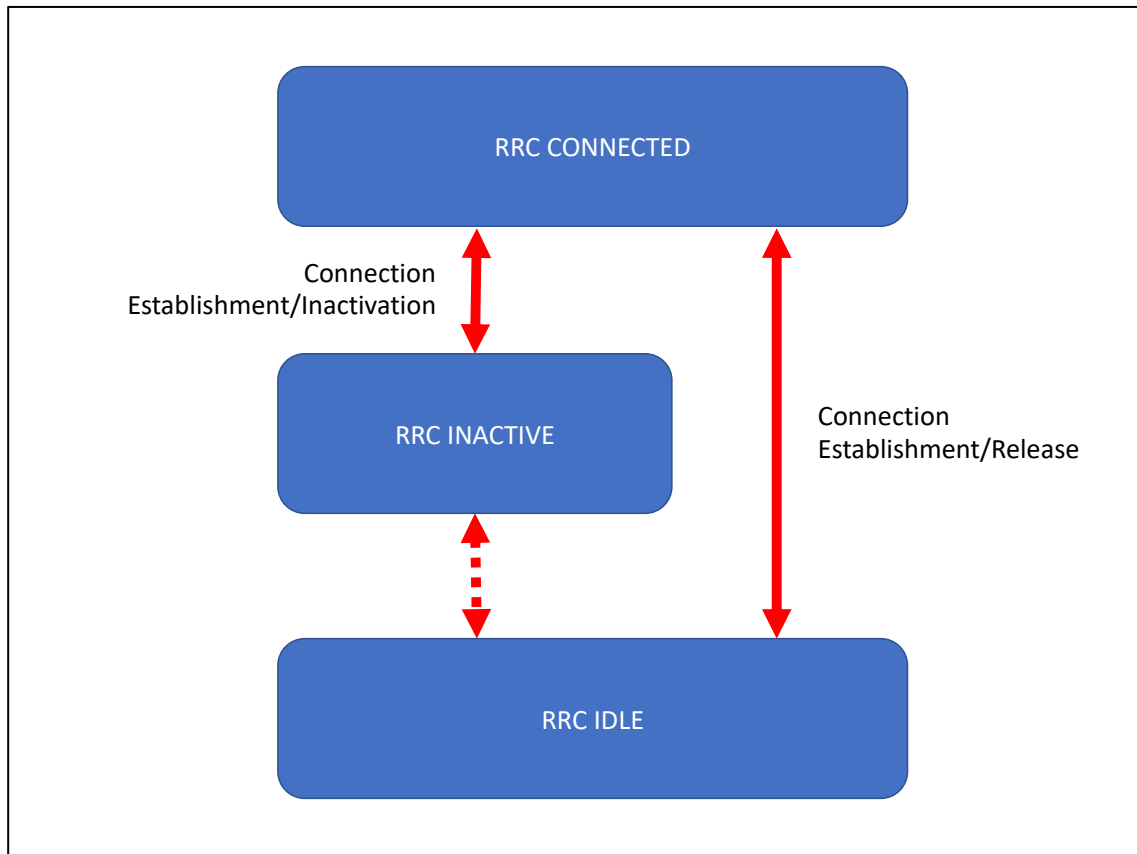 RRC CONNECTED
Connection
Establishment/Inactivation
RRC INACTIVE
Connection
Establishment/Release
RRC IDLE